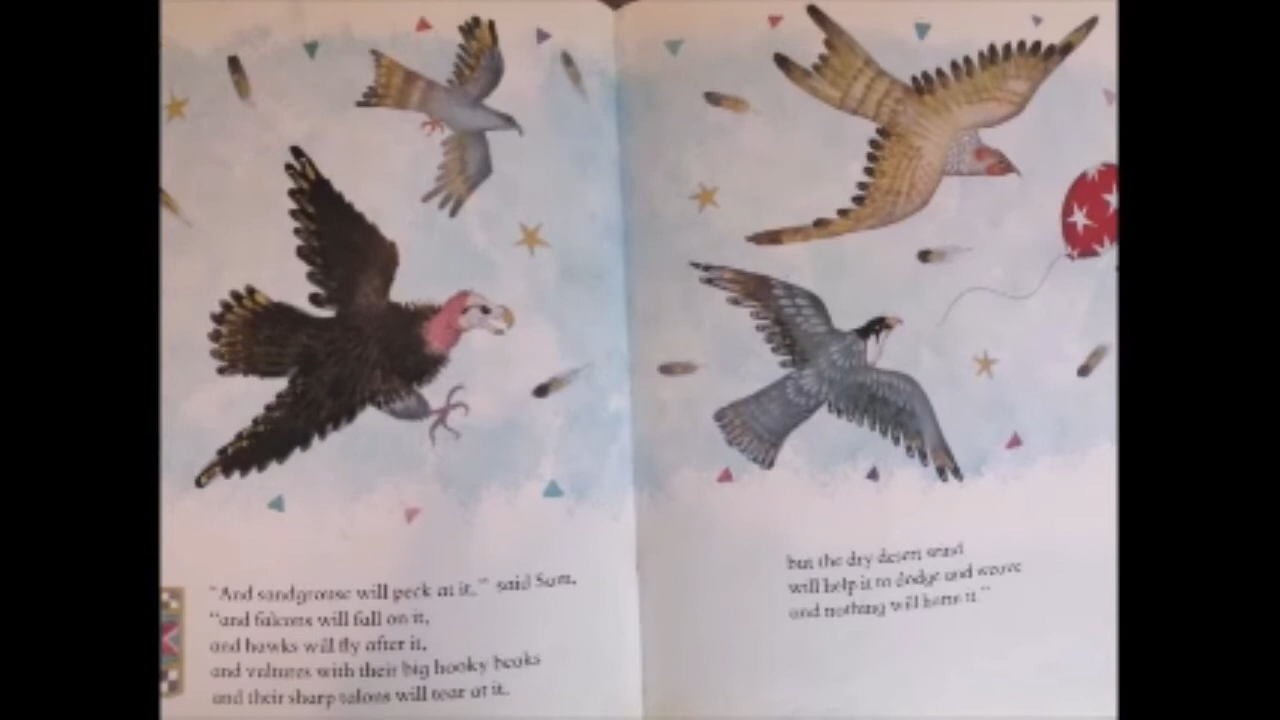 "And sandgrouse will peck at it," said Sam,
"and falcons will fall on it,
and hawks will fly after it,
and vultures with their big hooky beaks
and their sharp talons will tear at it,
but the dry desert wind
will help it to dodge and weave
and nothing will harm it."